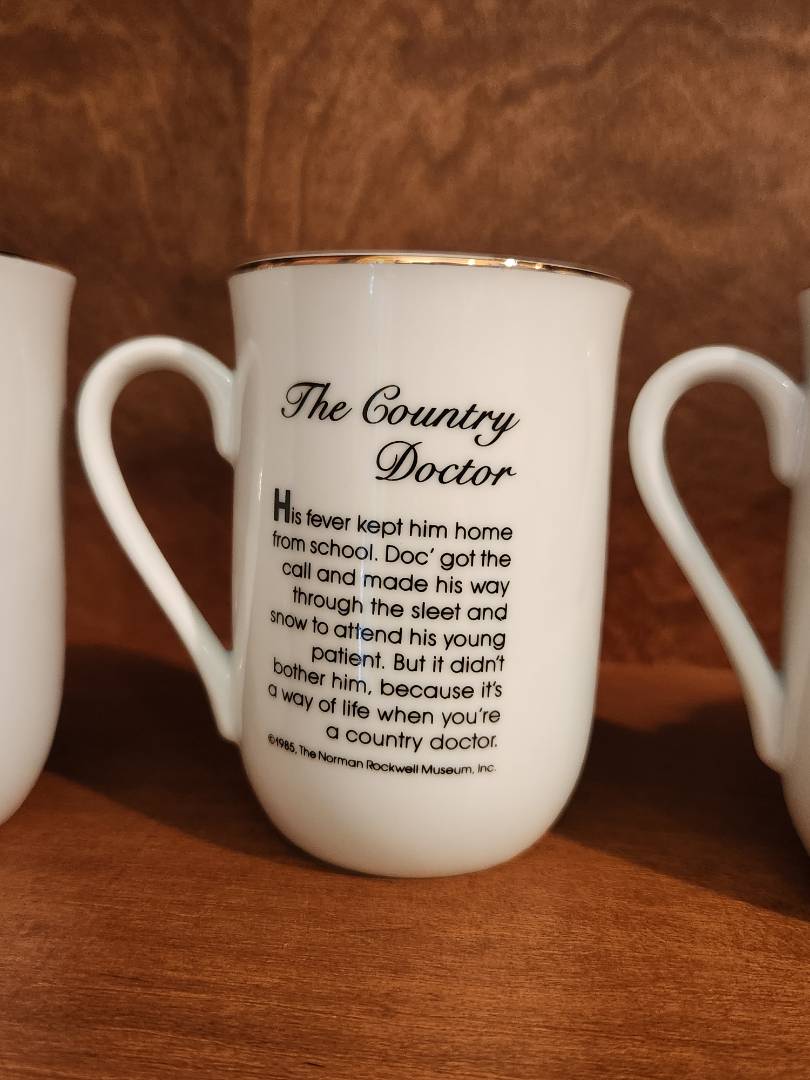 The Country
Doctor
His fever kept him home
from school. Doc' got the
call and made his way
through the sleet and
snow to attend his young
patient. But it didn't
bother him, because it's
a way of life when you're
a country doctor.
©1985, The Norman Rockwell Museum, Inc.